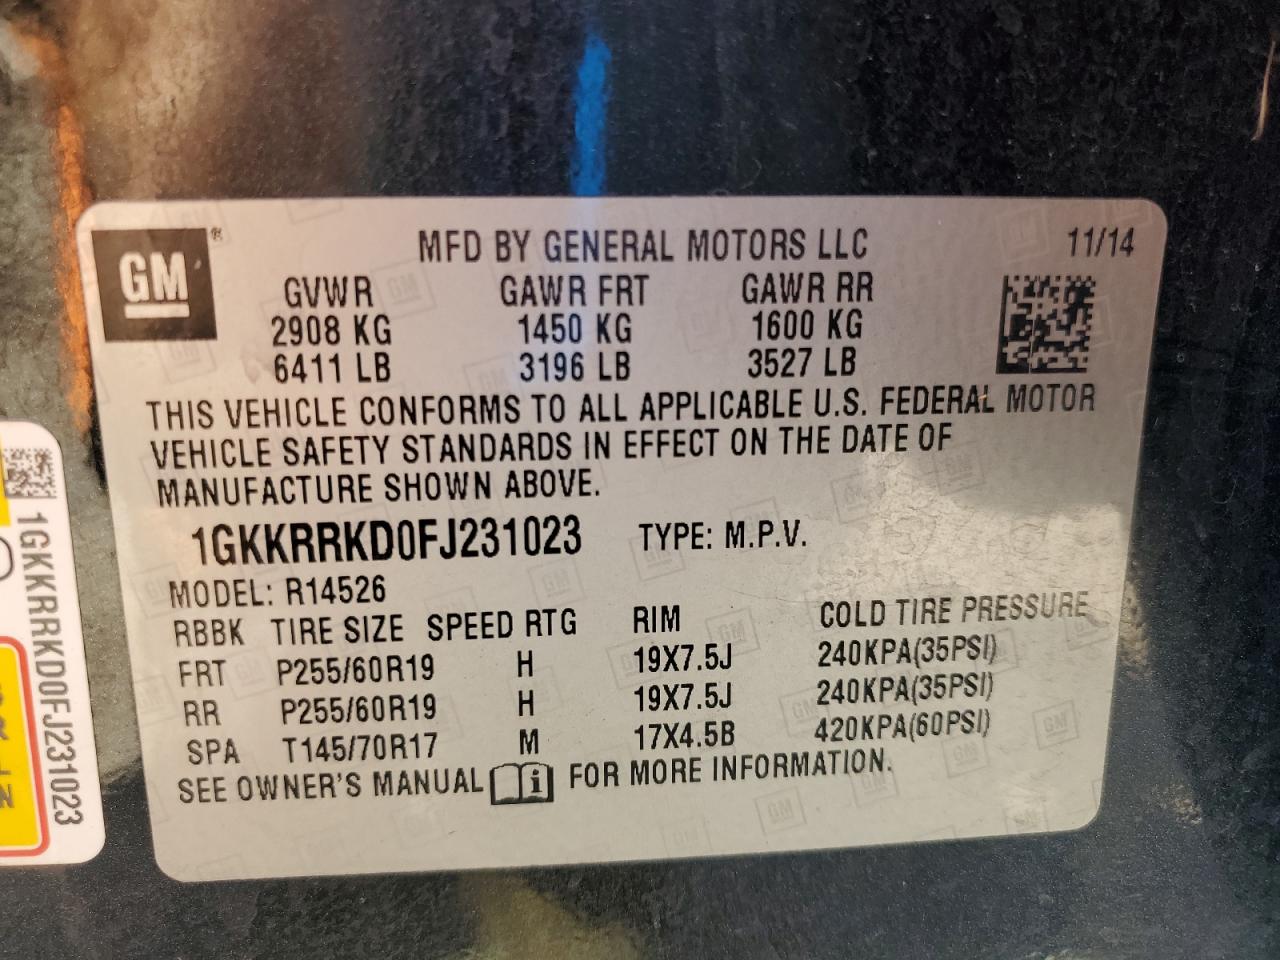 GM®
MFD BY GENERAL MOTORS LLC 11/14
GVWR GAWR FRT GAWR RR
2908 KG 1450 KG 1600 KG
6411 LB 3196 LB 3527 LB
THIS VEHICLE CONFORMS TO ALL APPLICABLE U.S. FEDERAL MOTOR
VEHICLE SAFETY STANDARDS IN EFFECT ON THE DATE OF
MANUFACTURE SHOWN ABOVE.
1GKKRRKD0FJ231023 TYPE: M.P.V.
MODEL: R14526
RBBK TIRE SIZE SPEED RTG RIM COLD TIRE PRESSURE
FRT P255/60R19 H 19X7.5J 240KPA(35PSI)
RR P255/60R19 H 19X7.5J 240KPA(35PSI)
SPA T145/70R17 M 17X4.5B 420KPA(60PSI)
SEE OWNER'S MANUAL i FOR MORE INFORMATION.
1GKKRRKD0FJ231023